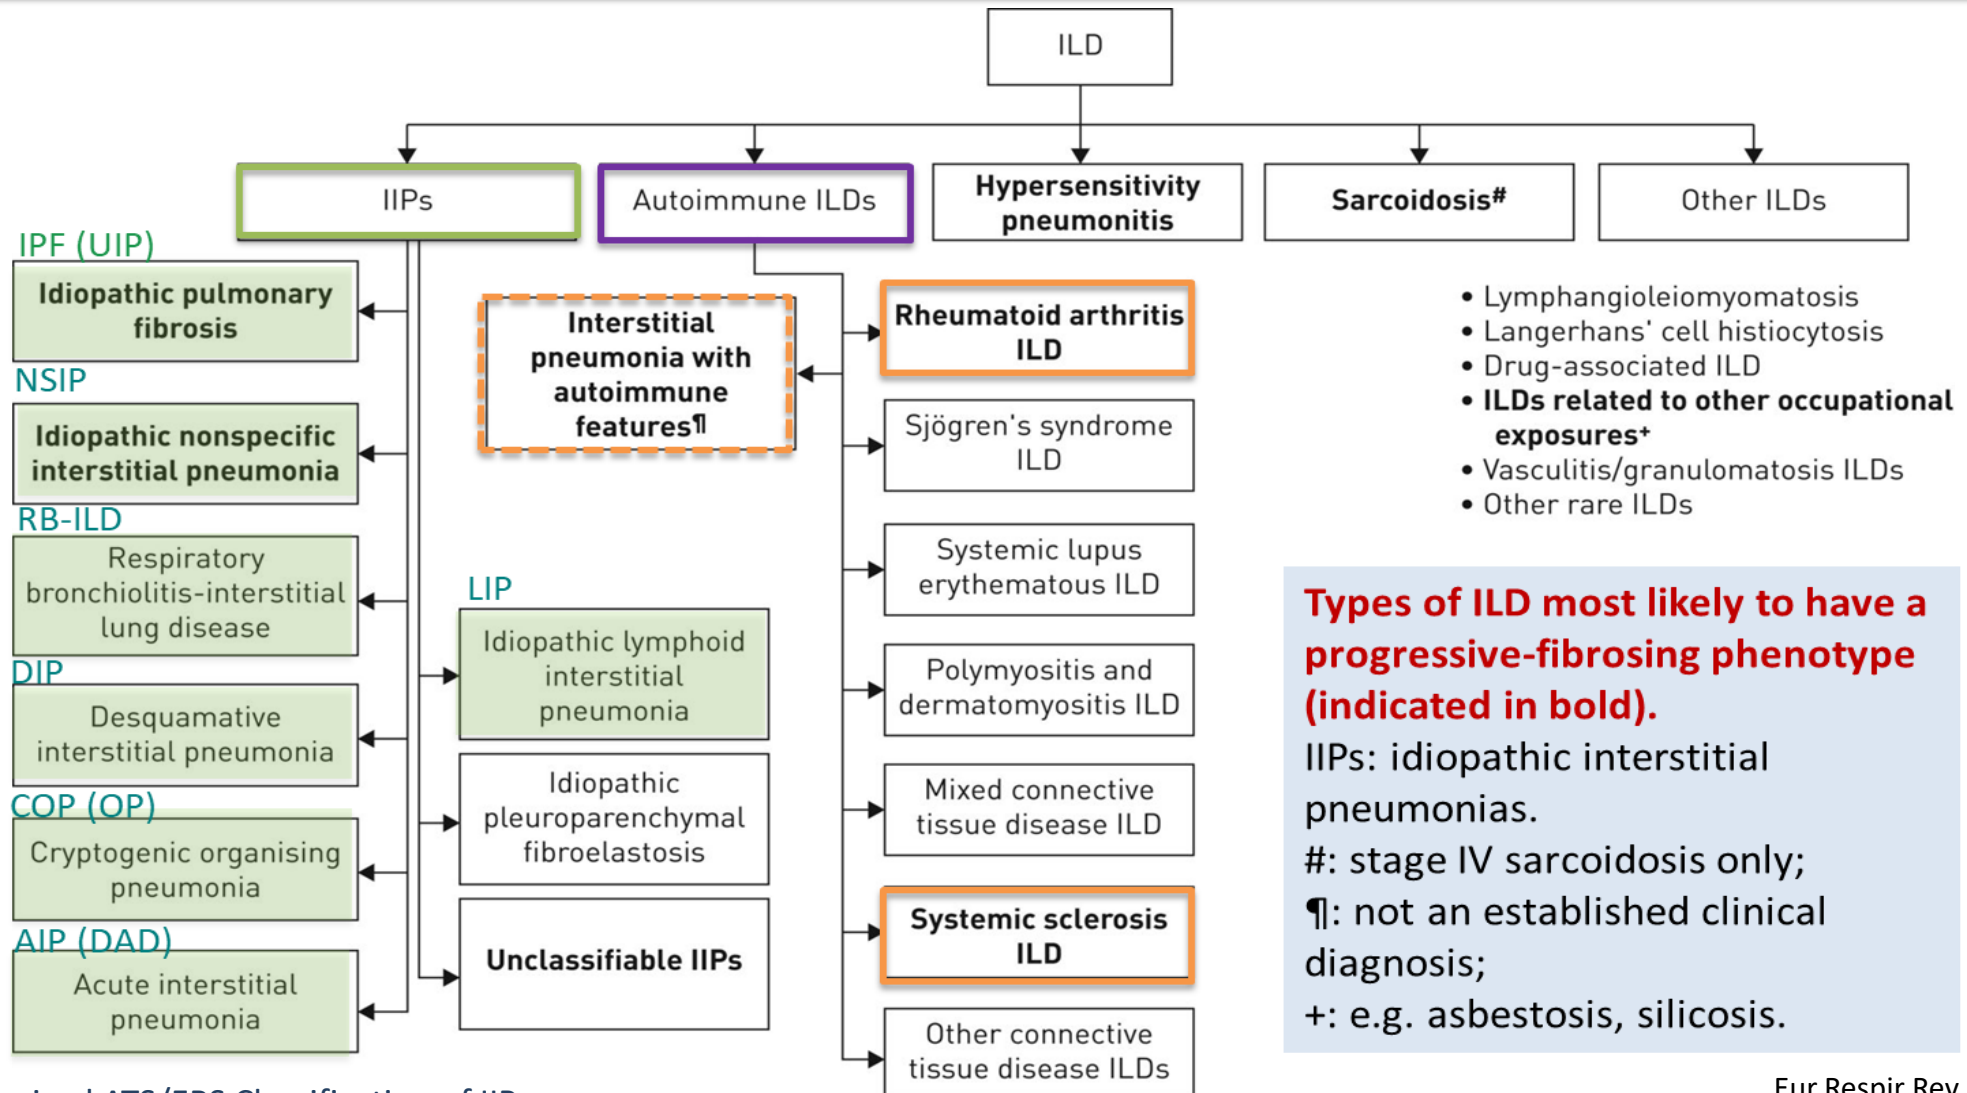 ILD
IIPs
Autoimmune ILDs
Hypersensitivity
pneumonitis
Sarcoidosis#
Other ILDs
IPF (UIP)
Idiopathic pulmonary
fibrosis
NSIP
Idiopathic nonspecific
interstitial pneumonia
RB-ILD
Respiratory
bronchiolitis-interstitial
lung disease
DIP
Desquamative
interstitial pneumonia
COP (OP)
Cryptogenic organising
pneumonia
AIP (DAD)
Acute interstitial
pneumonia
LIP
Idiopathic lymphoid
interstitial
pneumonia
Idiopathic
pleuroparenchymal
fibroelastosis
Unclassifiable IIPs
Interstitial
pneumonia with
autoimmune
features¶
Rheumatoid arthritis
ILD
Sjögren's syndrome
ILD
Systemic lupus
erythematous ILD
Polymyositis and
dermatomyositis ILD
Mixed connective
tissue disease ILD
Systemic sclerosis
ILD
Other connective
tissue disease ILDs
• Lymphangioleiomyomatosis
• Langerhans' cell histiocytosis
• Drug-associated ILD
• ILDs related to other occupational
exposures+
• Vasculitis/granulomatosis ILDs
• Other rare ILDs
Types of ILD most likely to have a
progressive-fibrosing phenotype
(indicated in bold).
IIPs: idiopathic interstitial
pneumonias.
#: stage IV sarcoidosis only;
¶: not an established clinical
diagnosis;
+: e.g. asbestosis, silicosis.
ATS/ERS Classification of IIP
Eur Respir Rev